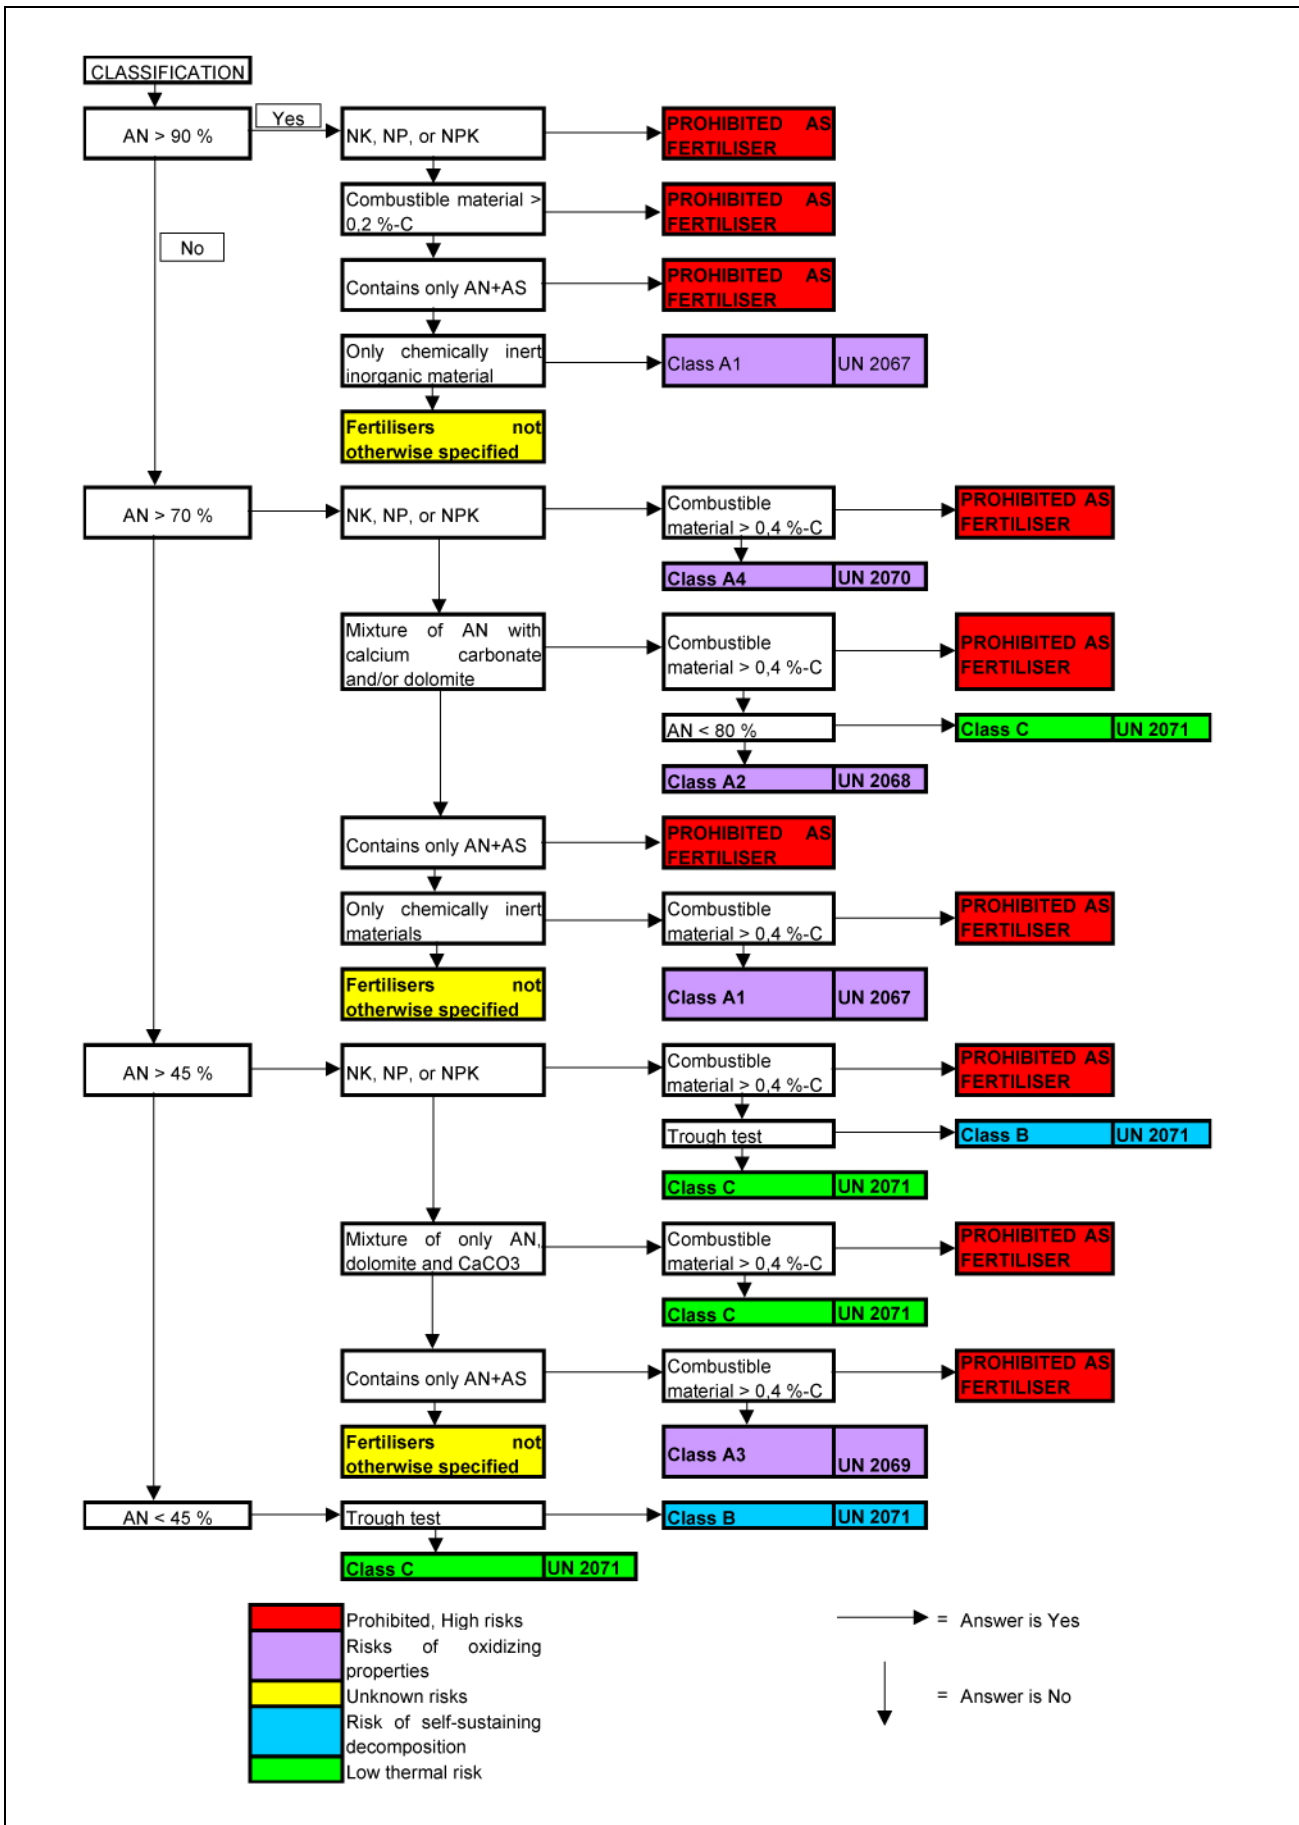 CLASSIFICATION
AN > 90 %
Yes
NK, NP, or NPK
PROHIBITED AS
FERTILISER
Combustible material >
0,2 %-C
PROHIBITED AS
FERTILISER
No
Contains only AN+AS
PROHIBITED AS
FERTILISER
Only chemically inert
inorganic material
Class A1
UN 2067
Fertilisers not
otherwise specified
AN > 70 %
NK, NP, or NPK
Combustible
material > 0,4 %-C
PROHIBITED AS
FERTILISER
Class A4
UN 2070
Mixture of AN with
calcium carbonate
and/or dolomite
Combustible
material > 0,4 %-C
PROHIBITED AS
FERTILISER
AN < 80 %
Class C
UN 2071
Class A2
UN 2068
Contains only AN+AS
PROHIBITED AS
FERTILISER
Only chemically inert
materials
Combustible
material > 0,4 %-C
PROHIBITED AS
FERTILISER
Fertilisers not
otherwise specified
Class A1
UN 2067
AN > 45 %
NK, NP, or NPK
Combustible
material > 0,4 %-C
PROHIBITED AS
FERTILISER
Trough test
Class B
UN 2071
Class C
UN 2071
Mixture of only AN,
dolomite and CaCO3
Combustible
material > 0,4 %-C
PROHIBITED AS
FERTILISER
Class C
UN 2071
Contains only AN+AS
Combustible
material > 0,4 %-C
PROHIBITED AS
FERTILISER
Fertilisers not
otherwise specified
Class A3
UN 2069
AN < 45 %
Trough test
Class B
UN 2071
Class C
UN 2071
Prohibited, High risks
Risks of oxidizing
properties
Unknown risks
Risk of self-sustaining
decomposition
Low thermal risk
= Answer is Yes
= Answer is No